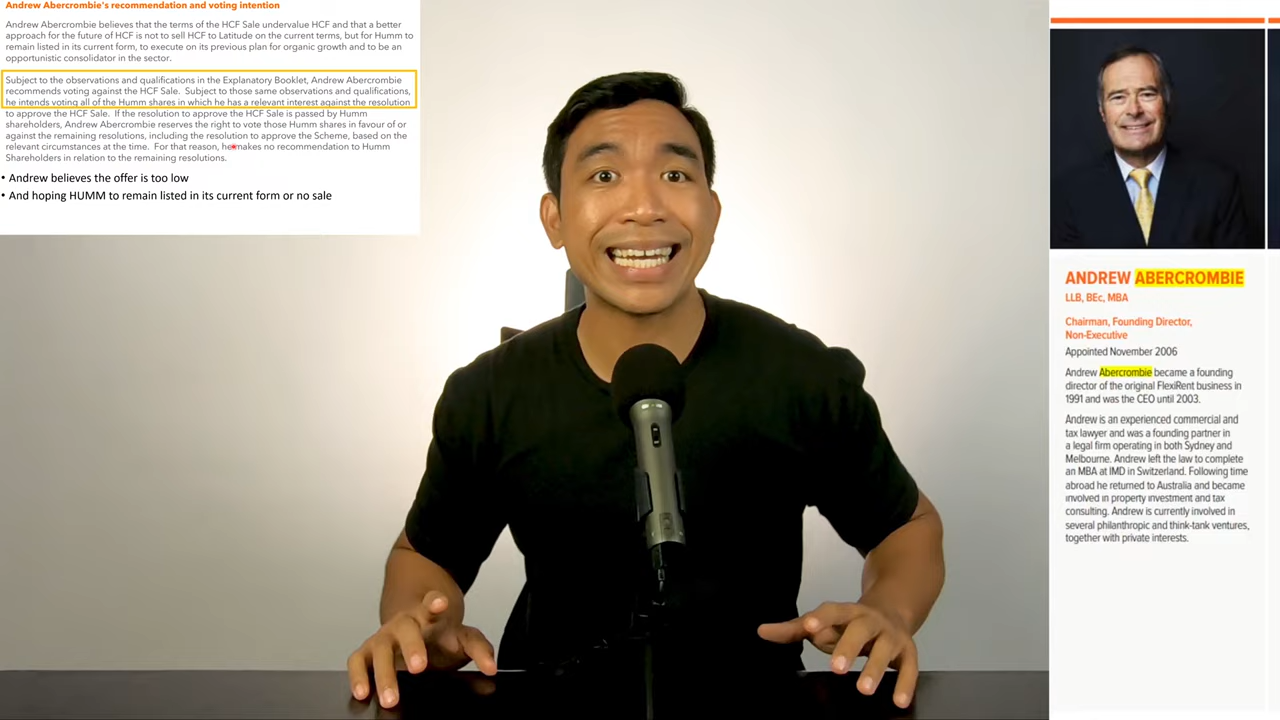 Andrew Abercrombie's recommendation and voting intention
Andrew Abercrombie believes that the terms of the HCF Sale undervalue HCF and that a better
approach for the future of HCF is not to sell HCF to Latitude on the current terms, but for Humm to
remain listed in its current form, to execute on its previous plan for organic growth and to be an
opportunistic consolidator in the sector.
Subject to the observations and qualifications in the Explanatory Booklet, Andrew Abercrombie
recommends voting against the HCF Sale. Subject to those same observations and qualifications,
he intends voting all of the Humm shares in which he has a relevant interest against the resolution
to approve the HCF Sale. If the resolution to approve the HCF Sale is passed by Humm
shareholders, Andrew Abercrombie reserves the right to vote those Humm shares in favour of or
against the remaining resolutions, including the resolution to approve the Scheme, based on the
relevant circumstances at the time. For that reason, he makes no recommendation to Humm
Shareholders in relation to the remaining resolutions.
• Andrew believes the offer is too low
• And hoping HUMM to remain listed in its current form or no sale
ANDREW ABERCROMBIE
LLB, BEc, MBA
Chairman, Founding Director,
Non-Executive
Appointed November 2006
Andrew Abercrombie became a founding
director of the original FlexiRent business in
1991 and was the CEO until 2003.
Andrew is an experienced commercial and
tax lawyer and was a founding partner in
a legal firm operating in both Sydney and
Melbourne. Andrew left the law to complete
an MBA at IMD in Switzerland. Following time
abroad he returned to Australia and became
involved in property investment and tax
consulting. Andrew is currently involved in
several philanthropic and think-tank ventures,
together with private interests.